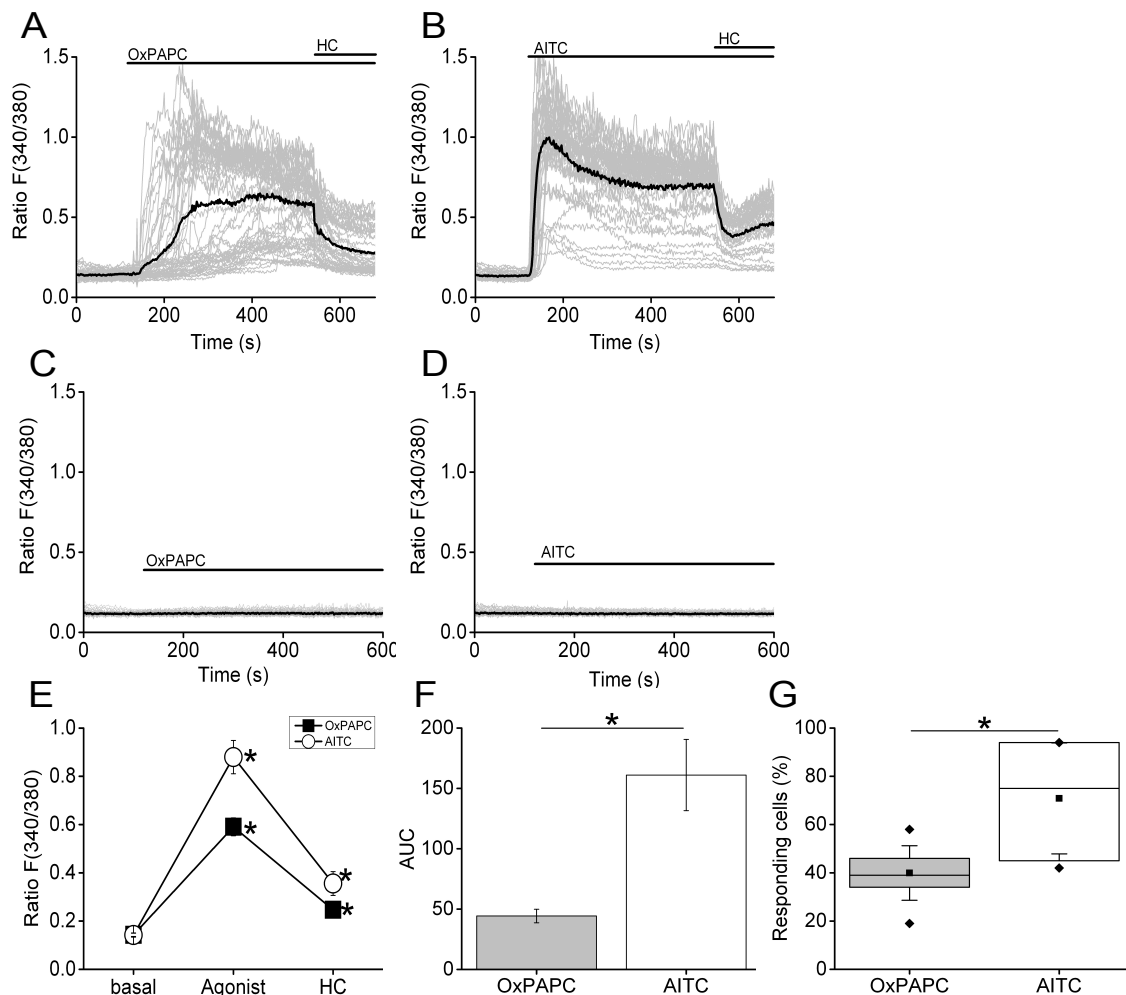 A
OxPAPC
HC
1.5
1.0
0.5
0.0
Ratio F(340/380)
0 200 400 600
Time (s)
B
AITC
HC
1.5
1.0
0.5
0.0
Ratio F(340/380)
0 200 400 600
Time (s)
C
OxPAPC
1.5
1.0
0.5
0.0
Ratio F(340/380)
0 200 400 600
Time (s)
D
AITC
1.5
1.0
0.5
0.0
Ratio F(340/380)
0 200 400 600
Time (s)
E
OxPAPC
AITC
1.0
0.8
0.6
0.4
0.2
0.0
Ratio F(340/380)
* * * *
basal Agonist HC
F
*
200
150
100
50
0
AUC
OxPAPC AITC
G
*
100
80
60
40
20
0
Responding cells (%)
OxPAPC AITC